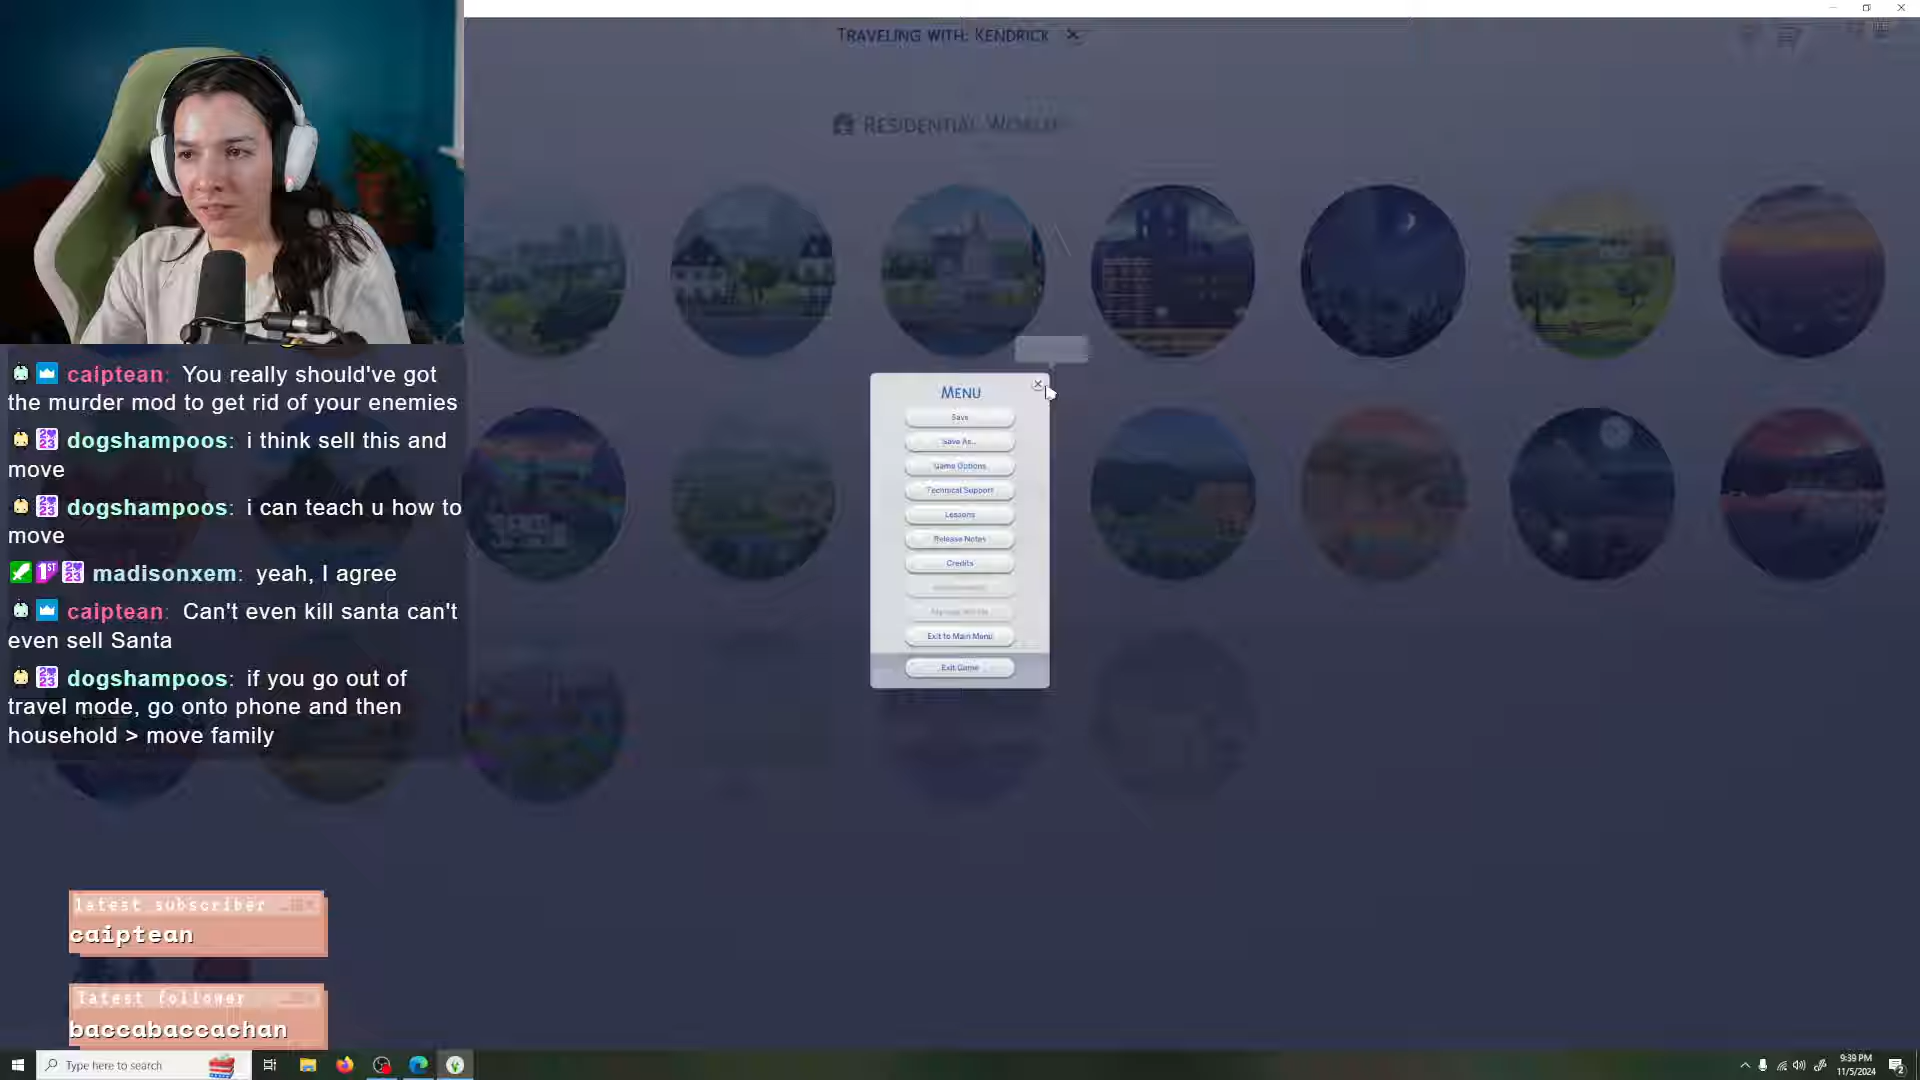 TRAVELING WITH: KENDRICK
RESIDENTIAL WORLDS
caiptean: You really should've got
the murder mod to get rid of your enemies
dogshampoos: i think sell this and
move
dogshampoos: i can teach u how to
move
madisonxem: yeah, I agree
caiptean: Can't even kill santa can't
even sell Santa
dogshampoos: if you go out of
travel mode, go onto phone and then
household > move family
MENU
Save
Save As...
Game Options
Technical Support
Lessons
Release Notes
Credits
Exit to Main Menu
Exit Game
latest subscriber
caiptean
latest follower
baccabaccachan
Type here to search
9:39 PM
11/5/2024